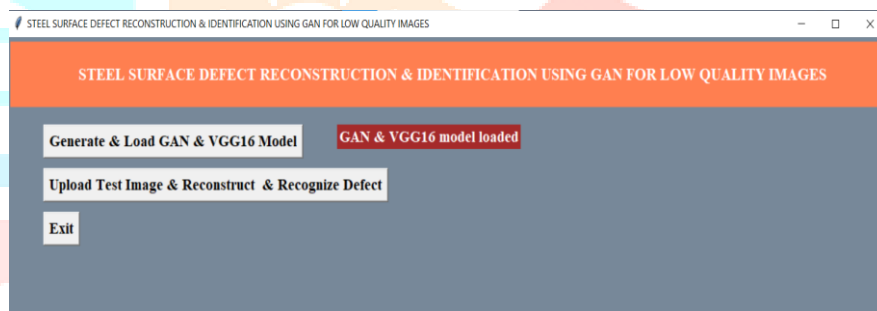 STEEL SURFACE DEFECT RECONSTRUCTION & IDENTIFICATION USING GAN FOR LOW QUALITY IMAGES
STEEL SURFACE DEFECT RECONSTRUCTION & IDENTIFICATION USING GAN FOR LOW QUALITY IMAGES
Generate & Load GAN & VGG16 Model
GAN & VGG16 model loaded
Upload Test Image & Reconstruct & Recognize Defect
Exit